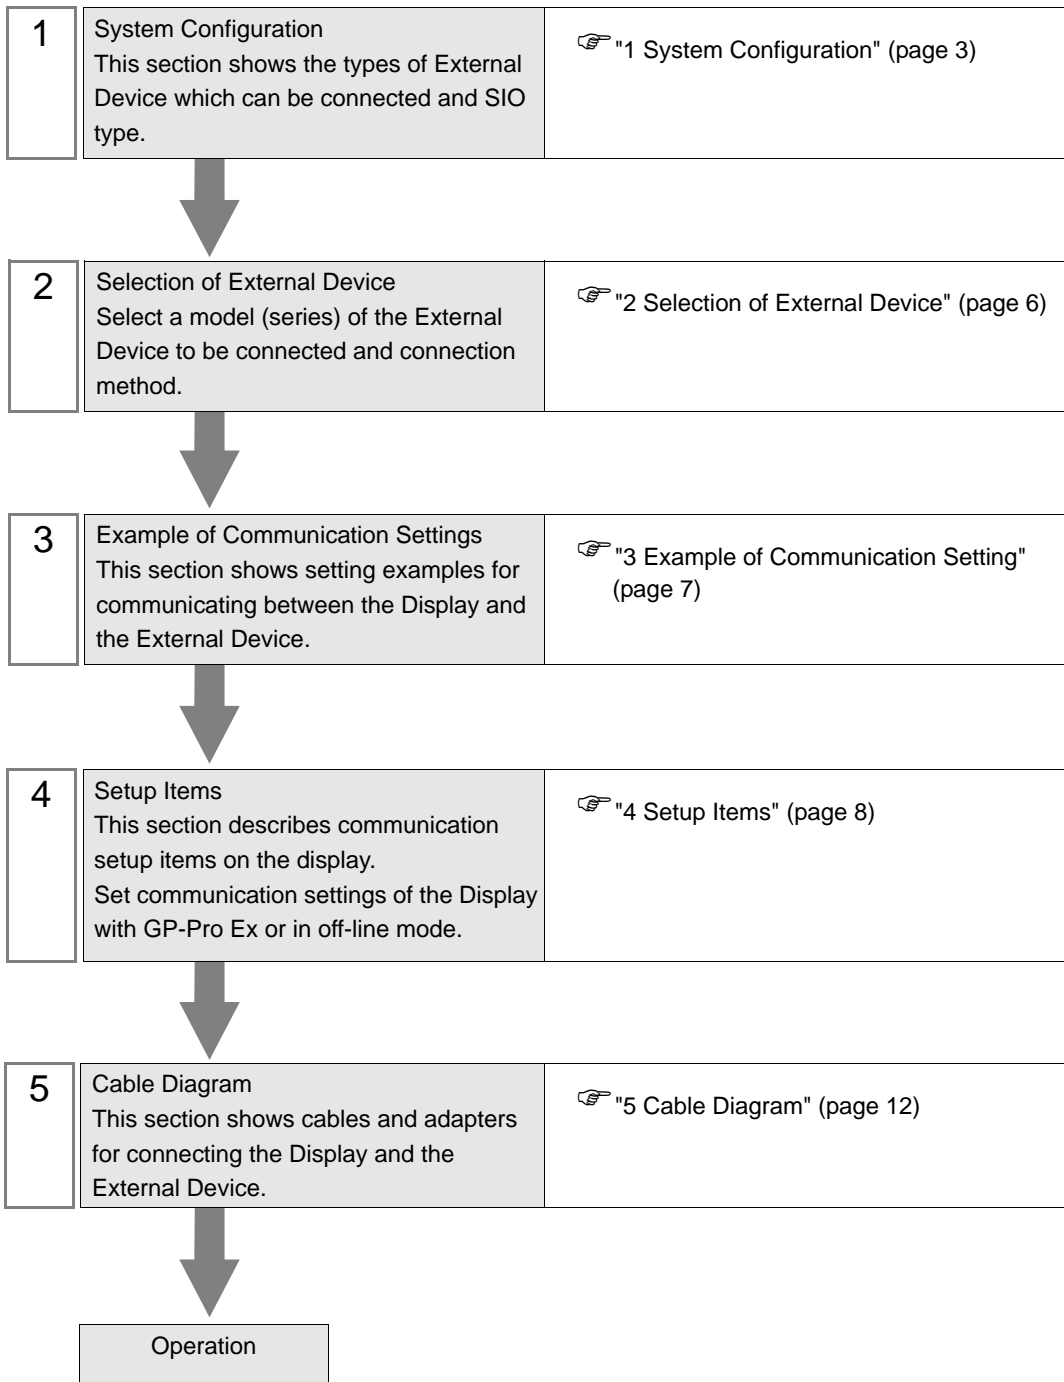 1
System Configuration
This section shows the types of External
Device which can be connected and SIO
type.
"1 System Configuration" (page 3)
2
Selection of External Device
Select a model (series) of the External
Device to be connected and connection
method.
"2 Selection of External Device" (page 6)
3
Example of Communication Settings
This section shows setting examples for
communicating between the Display and
the External Device.
"3 Example of Communication Setting"
(page 7)
4
Setup Items
This section describes communication
setup items on the display.
Set communication settings of the Display
with GP-Pro Ex or in off-line mode.
"4 Setup Items" (page 8)
5
Cable Diagram
This section shows cables and adapters
for connecting the Display and the
External Device.
"5 Cable Diagram" (page 12)
Operation